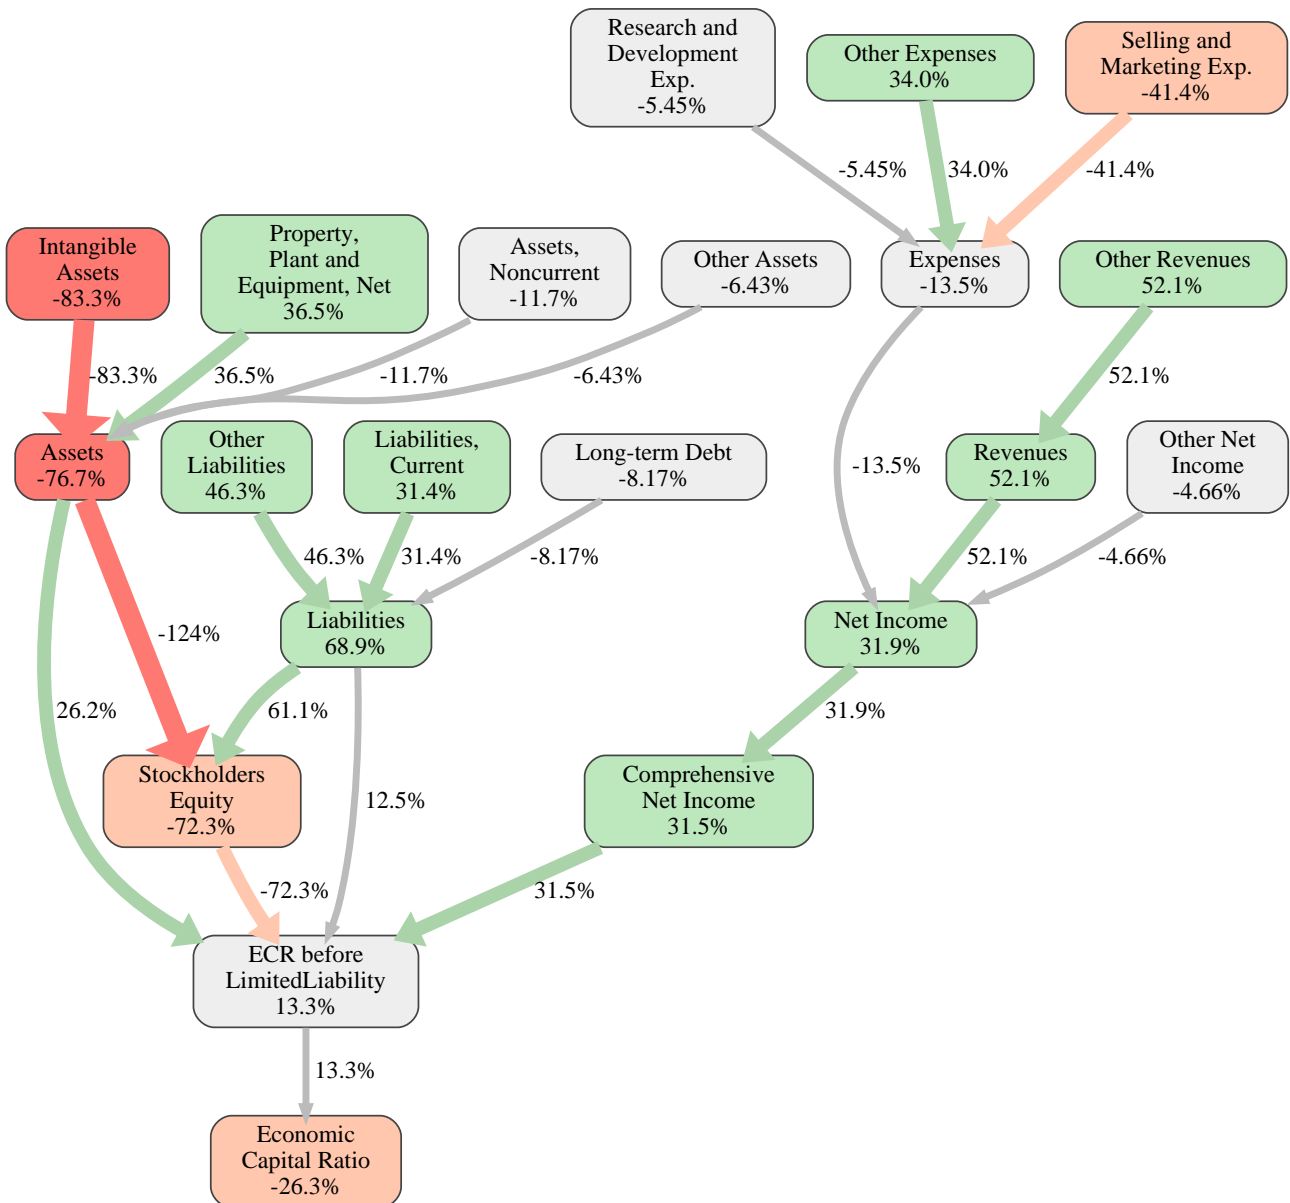 Research and
Development
Exp.
-5.45%
Other Expenses
34.0%
Selling and
Marketing Exp.
-41.4%
-5.45%
34.0%
-41.4%
Intangible
Assets
-83.3%
Property,
Plant and
Equipment, Net
36.5%
Assets,
Noncurrent
-11.7%
Other Assets
-6.43%
Expenses
-13.5%
Other Revenues
52.1%
-83.3%
36.5%
-11.7%
-6.43%
52.1%
Assets
-76.7%
Other
Liabilities
46.3%
Liabilities,
Current
31.4%
Long-term Debt
-8.17%
-13.5%
Revenues
52.1%
Other Net
Income
-4.66%
46.3%
31.4%
-8.17%
52.1%
-4.66%
-124%
Liabilities
68.9%
Net Income
31.9%
26.2%
61.1%
31.9%
Stockholders
Equity
-72.3%
12.5%
Comprehensive
Net Income
31.5%
-72.3%
31.5%
ECR before
LimitedLiability
13.3%
13.3%
Economic
Capital Ratio
-26.3%